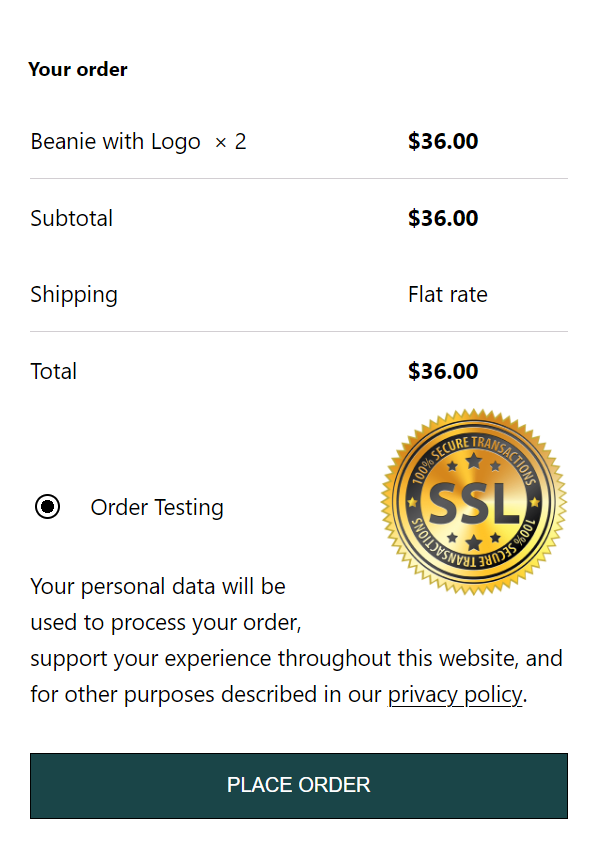 Your order
Beanie with Logo × 2 $36.00
Subtotal $36.00
Shipping Flat rate
Total $36.00
100% SECURE TRANSACTIONS
SSL
100% SECURE TRANSACTIONS
Order Testing
Your personal data will be
used to process your order,
support your experience throughout this website, and
for other purposes described in our privacy policy.
PLACE ORDER